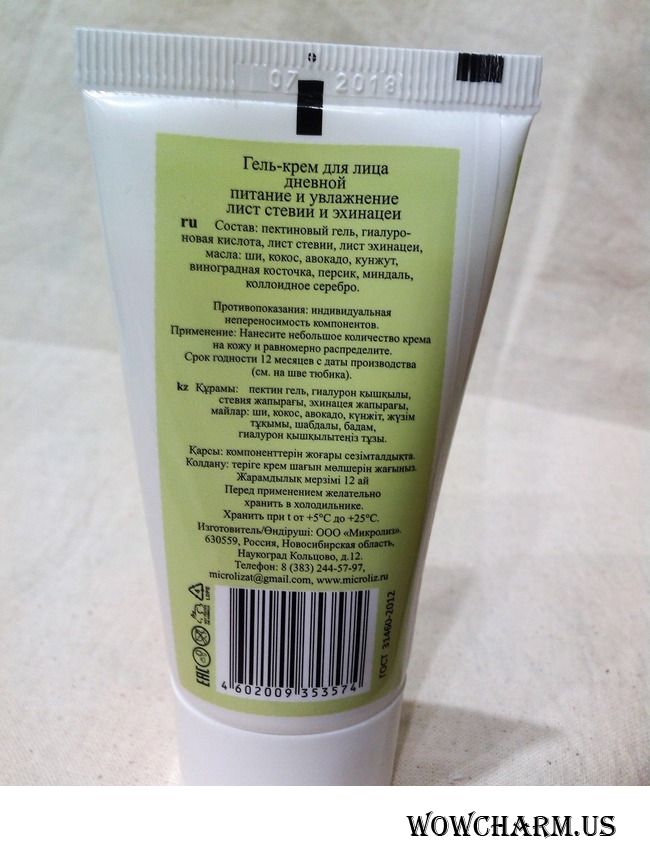 07 2018
Гель-крем для лица
дневной
питание и увлажнение
лист стевии и эхинацеи
ru Состав: пектиновый гель, гиалуро-
новая кислота, лист стевии, лист эхинацеи,
масла: ши, кокос, авокадо, кунжут,
виноградная косточка, персик, миндаль,
коллоидное серебро.
Противопоказания: индивидуальная
непереносимость компонентов.
Применение: Нанесите небольшое количество крема
на кожу и равномерно распределите.
Срок годности 12 месяцев с даты производства
(см. на шве тюбика).
kz Құрамы: пектин гель, гиалурон қышқылы,
стевия жапырағы, эхинацея жапырағы,
майлар: ши, кокос, авокадо, күнжіт, жүзім
тұқымы, шабдалы, бадам,
гиалурон қышқылытеңіз тұзы.
Қарсы: компоненттерін жоғары сезімталдықта.
Колдану: теріге крем шағын мөлшерін жағыңыз.
Жарамдылық мерзімі 12 ай
Перед применением желательно
хранить в холодильнике.
Хранить при t от +5°С до +25°С.
Изготовитель/Өндіруші: ООО «Микролиз».
630559, Россия, Новосибирская область,
Наукоград Кольцово, д.12.
Телефон: 8 (383) 244-57-97,
microlizat@gmail.com, www.microliz.ru
EAC
LDPE
4 602009 353574
ГОСТ 31460-2012
WOWCHARM.US